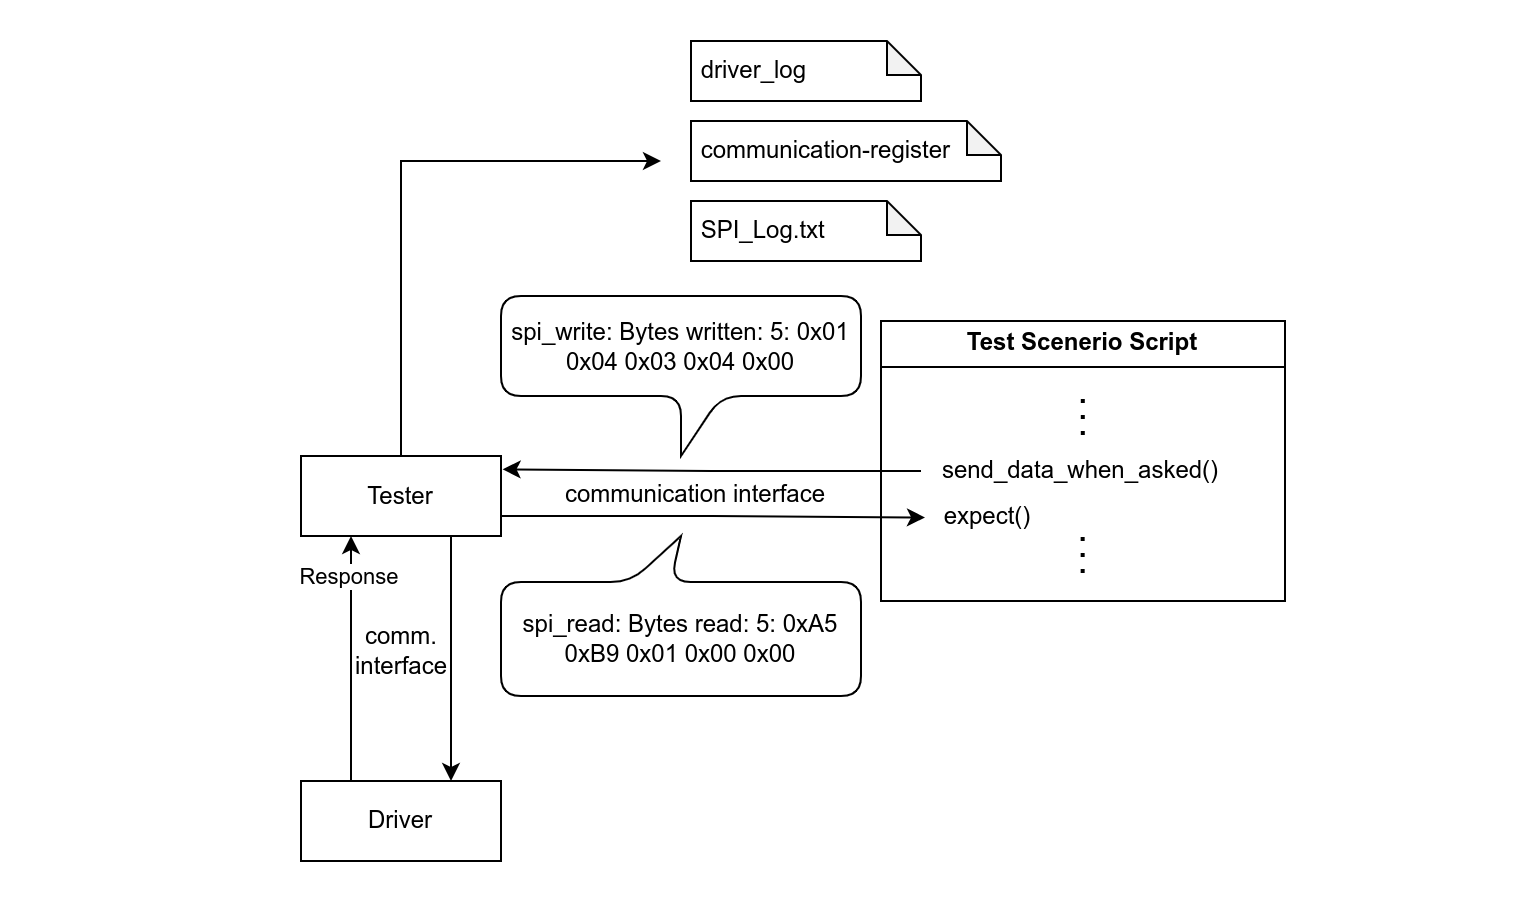 driver_log
communication-register
SPI_Log.txt
spi_write: Bytes written: 5: 0x01
0x04 0x03 0x04 0x00
Test Scenerio Script
send_data_when_asked()
communication interface
Tester
expect()
Response
comm.
interface
spi_read: Bytes read: 5: 0xA5
0xB9 0x01 0x00 0x00
Driver